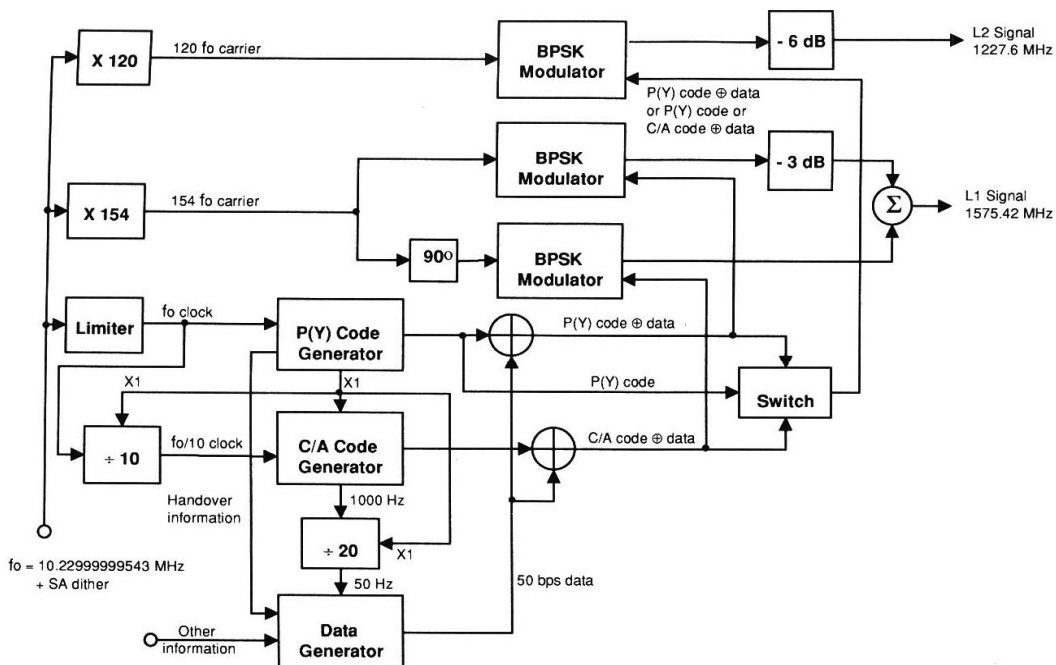 X 120
120 fo carrier
BPSK
Modulator
- 6 dB
L2 Signal
1227.6 MHz
P(Y) code ⊕ data
or P(Y) code or
C/A code ⊕ data
X 154
154 fo carrier
BPSK
Modulator
- 3 dB
Σ
L1 Signal
1575.42 MHz
90º
BPSK
Modulator
Limiter
fo clock
P(Y) Code
Generator
P(Y) code ⊕ data
X1
X1
P(Y) code
Switch
÷ 10
fo/10 clock
C/A Code
Generator
C/A code ⊕ data
Handover
information
1000 Hz
÷ 20
X1
fo = 10.22999999543 MHz
+ SA dither
50 Hz
50 bps data
Other
information
Data
Generator